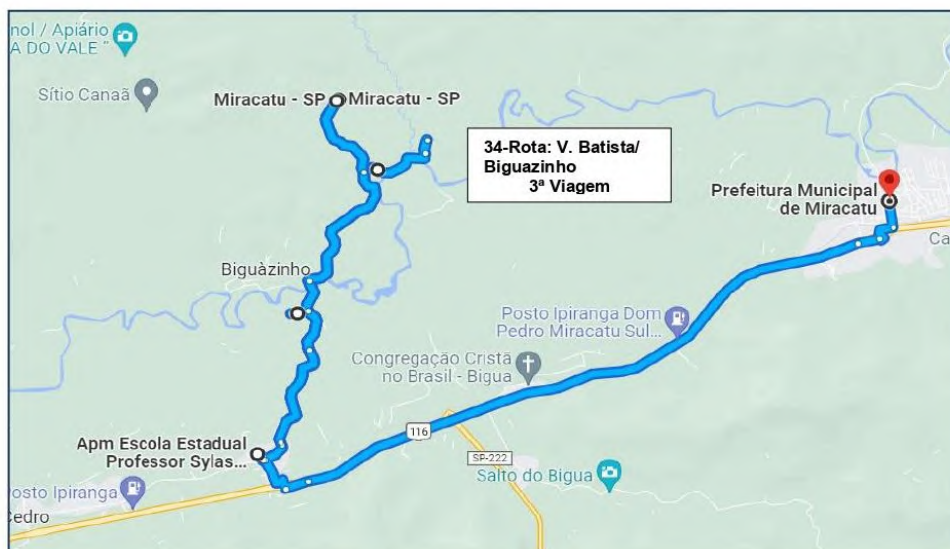 nol / Apiário
A DO VALE "
Sítio Canaã
Miracatu - SP
Miracatu - SP
34-Rota: V. Batista/
Biguazinho
3ª Viagem
Prefeitura Municipal
de Miracatu
Ca
Biguàzinho
Posto Ipiranga Dom
Pedro Miracatu Sul...
Congregação Cristã
no Brasil - Bigua
116
Apm Escola Estadual
Professor Sylas...
SP-222
Salto do Bigua
Posto Ipiranga
Cedro